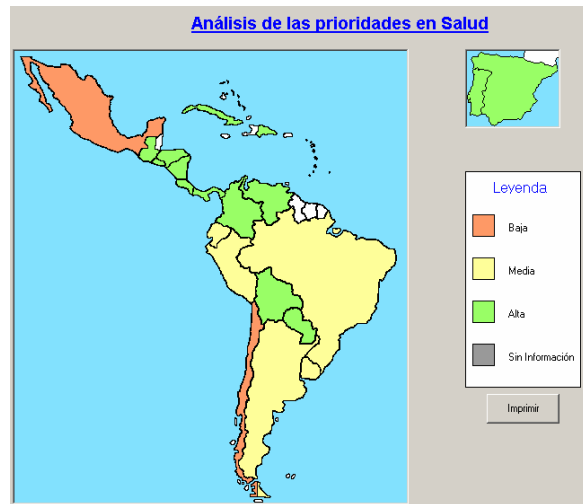 Análisis de las prioridades en Salud
Leyenda
Baja
Media
Alta
Sin Información
Imprimir